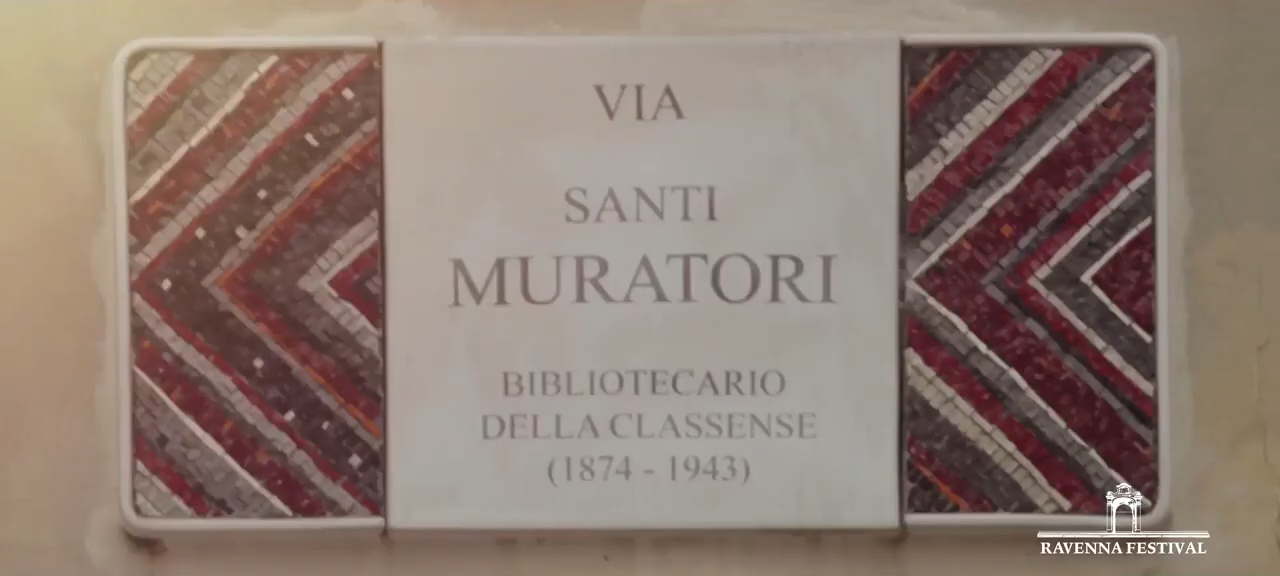 VIA
SANTI
MURATORI
BIBLIOTECARIO
DELLA CLASSENSE
(1874 - 1943)
RAVENNA FESTIVAL